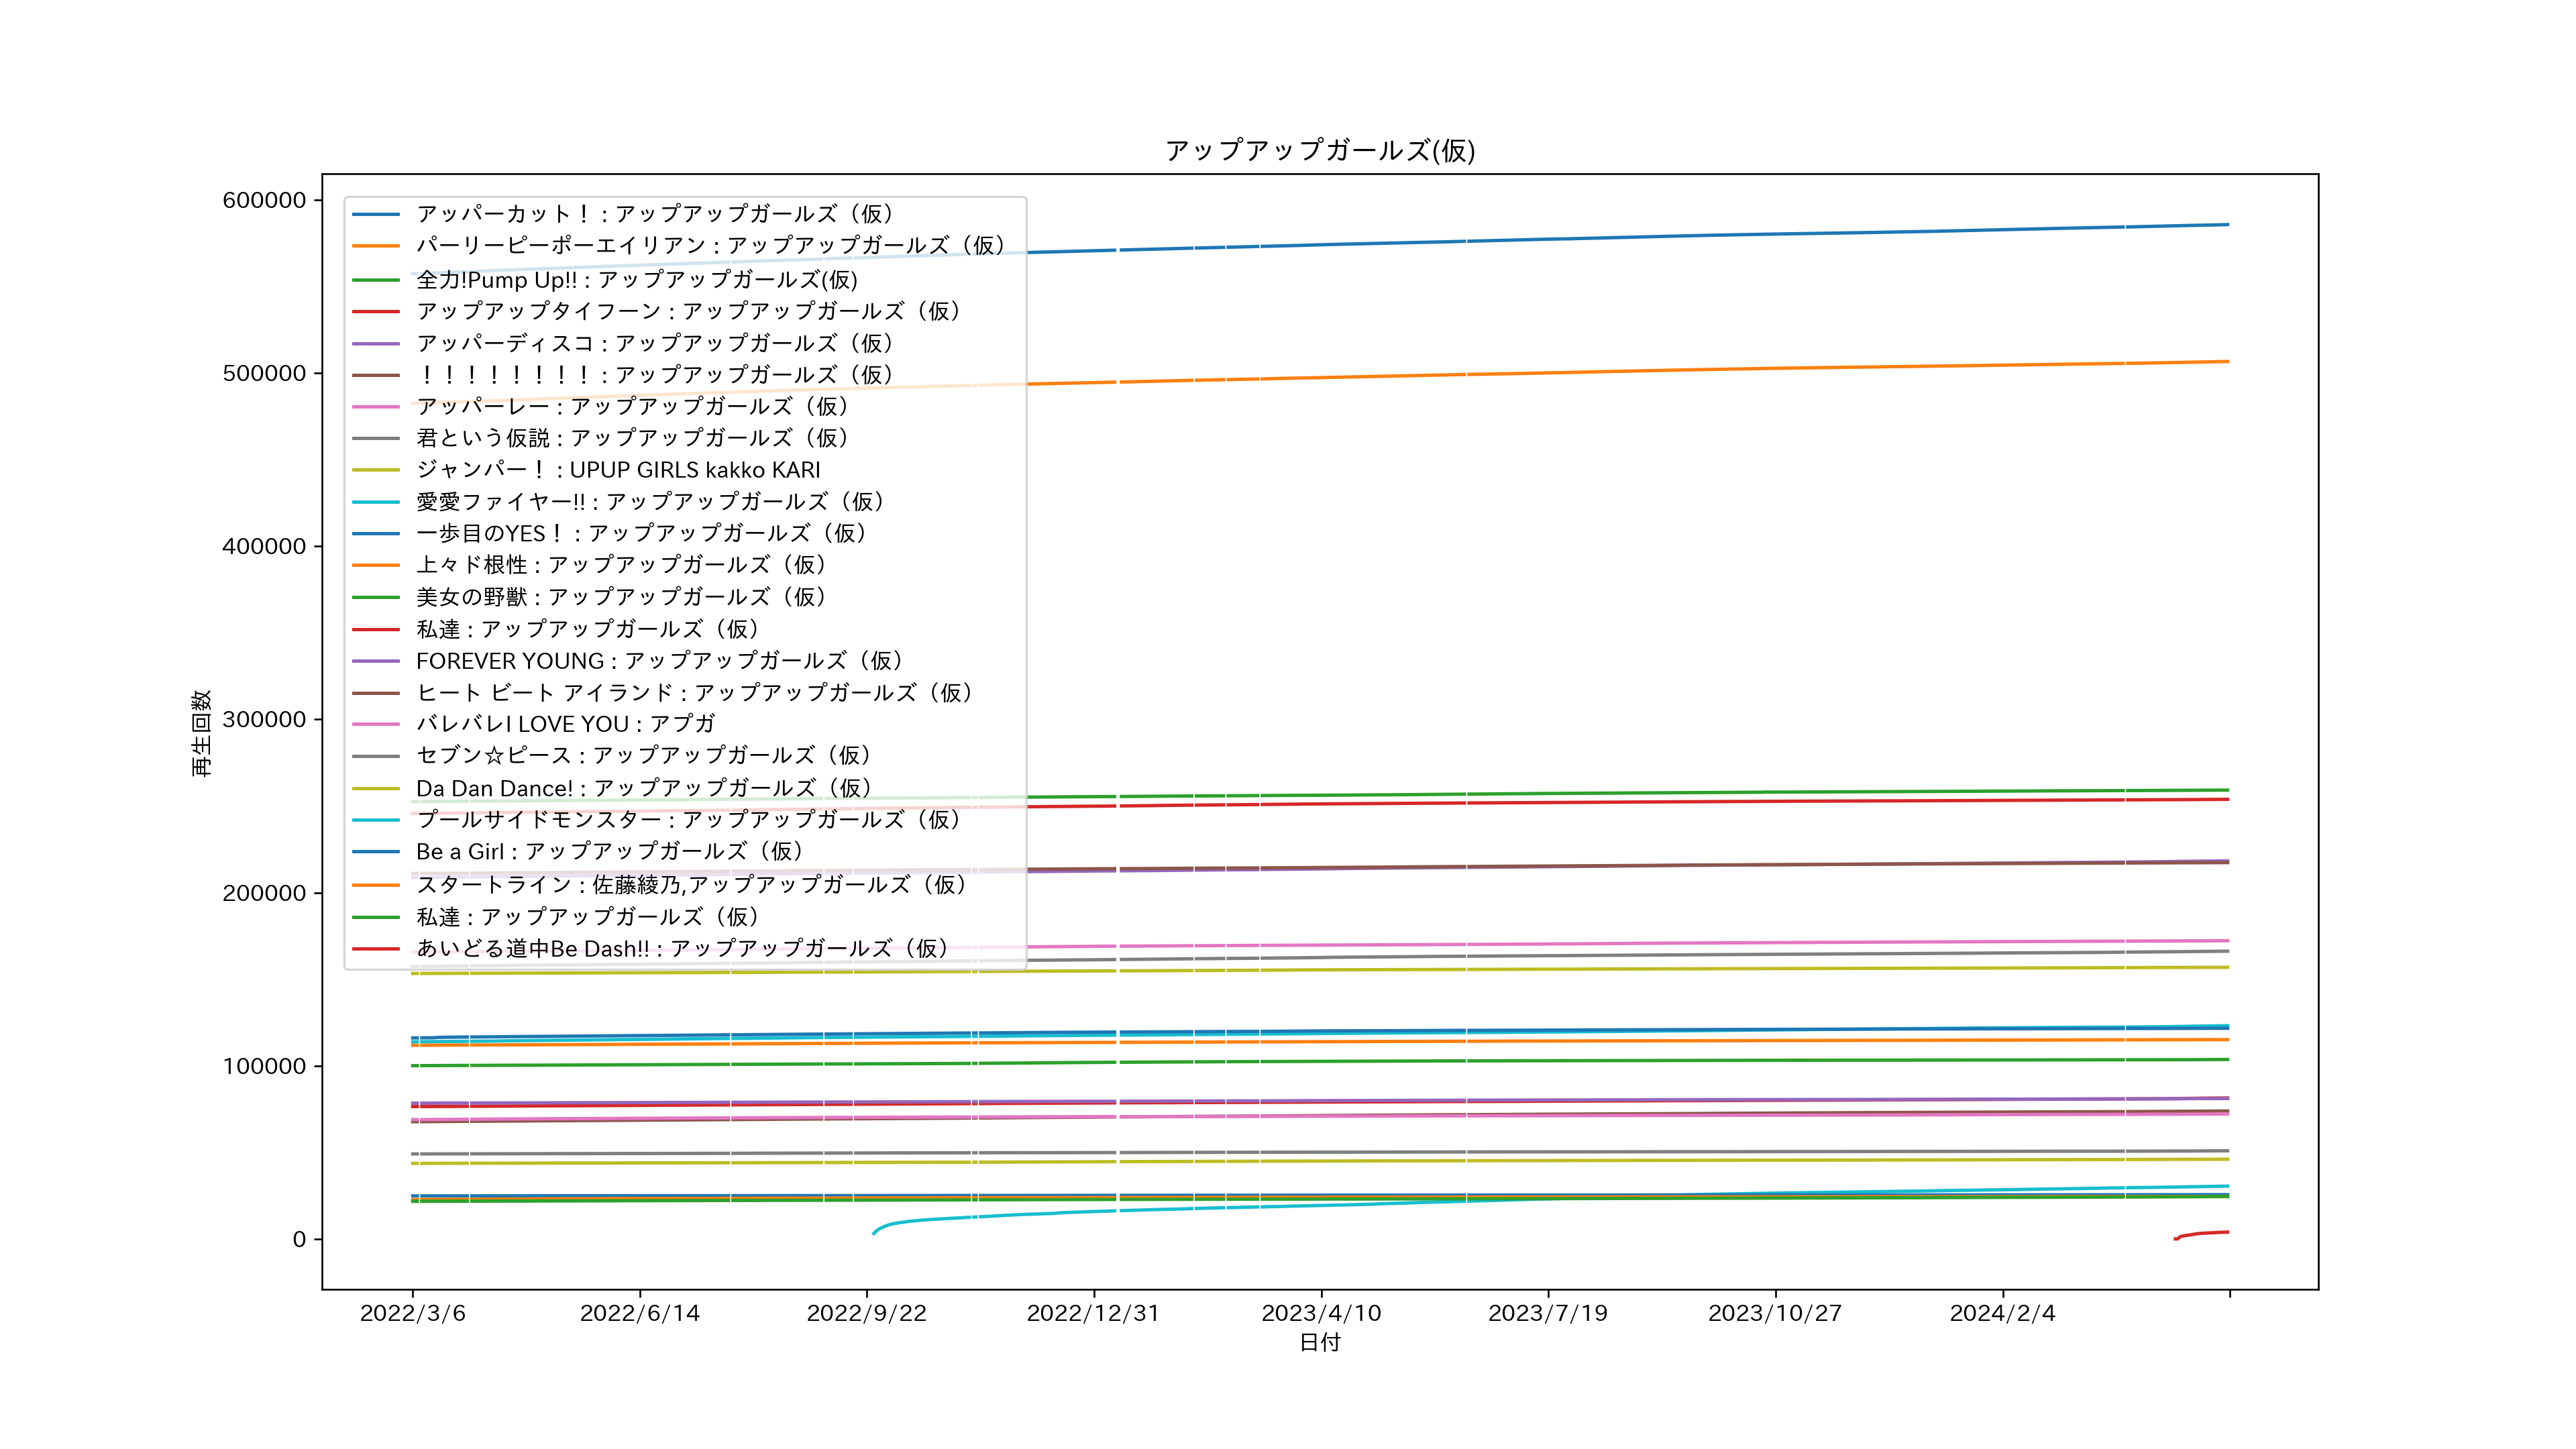 アップアップガールズ(仮)
600000
500000
400000
300000
200000
100000
0
再生回数
アッパーカット！ : アップアップガールズ（仮）
パーリーピーポーエイリアン : アップアップガールズ（仮）
全力!Pump Up!! : アップアップガールズ(仮)
アップアップタイフーン : アップアップガールズ（仮）
アッパーディスコ : アップアップガールズ（仮）
！！！！！！！！ : アップアップガールズ（仮）
アッパーレー : アップアップガールズ（仮）
君という仮説 : アップアップガールズ（仮）
ジャンパー！ : UPUP GIRLS kakko KARI
愛愛ファイヤー!! : アップアップガールズ（仮）
一歩目のYES！ : アップアップガールズ（仮）
上々ド根性 : アップアップガールズ（仮）
美女の野獣 : アップアップガールズ（仮）
私達 : アップアップガールズ（仮）
FOREVER YOUNG : アップアップガールズ（仮）
ヒート ビート アイランド : アップアップガールズ（仮）
バレバレI LOVE YOU : アプガ
セブン☆ピース : アップアップガールズ（仮）
Da Dan Dance! : アップアップガールズ（仮）
プールサイドモンスター : アップアップガールズ（仮）
Be a Girl : アップアップガールズ（仮）
スタートライン : 佐藤綾乃,アップアップガールズ（仮）
私達 : アップアップガールズ（仮）
あいどる道中Be Dash!! : アップアップガールズ（仮）
2022/3/6
2022/6/14
2022/9/22
2022/12/31
2023/4/10
2023/7/19
2023/10/27
2024/2/4
日付